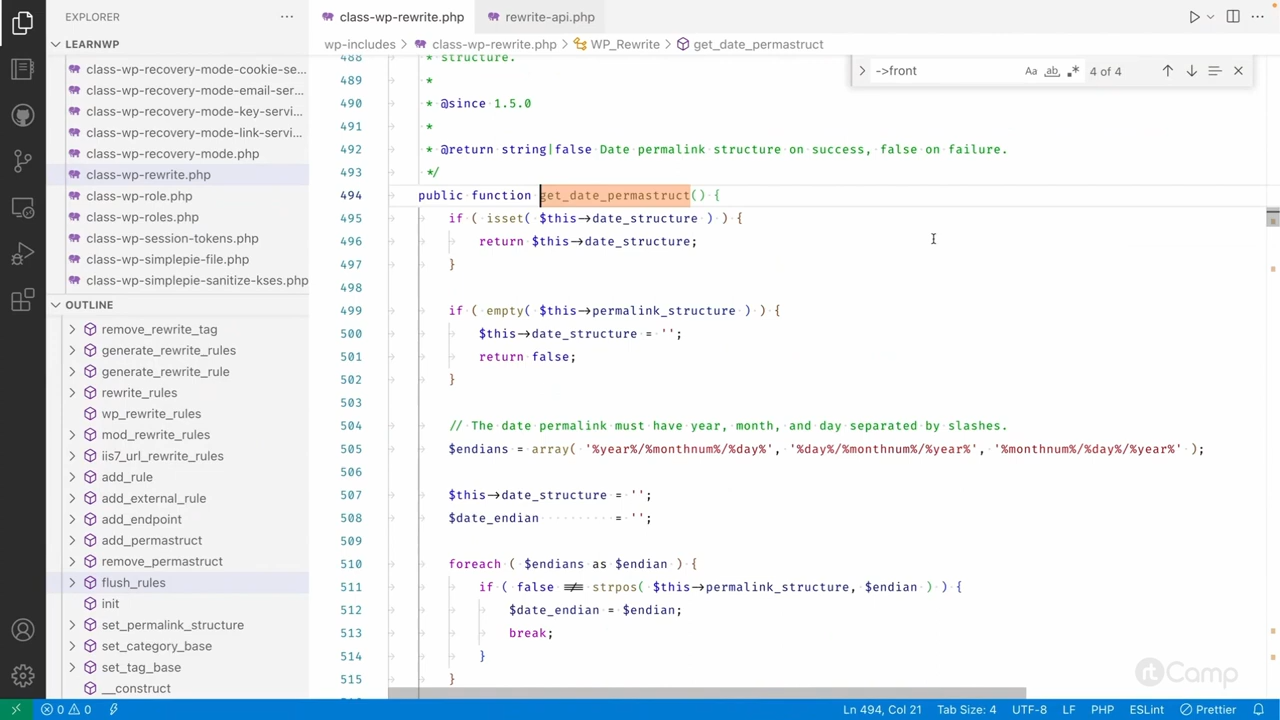 EXPLORER
LEARNWP
class-wp-recovery-mode-cookie-se...
class-wp-recovery-mode-email-ser...
class-wp-recovery-mode-key-servi...
class-wp-recovery-mode-link-servi...
class-wp-recovery-mode.php
class-wp-rewrite.php
class-wp-role.php
class-wp-roles.php
class-wp-session-tokens.php
class-wp-simplepie-file.php
class-wp-simplepie-sanitize-kses.php
OUTLINE
remove_rewrite_tag
generate_rewrite_rules
generate_rewrite_rule
rewrite_rules
wp_rewrite_rules
mod_rewrite_rules
iis7_url_rewrite_rules
add_rule
add_external_rule
add_endpoint
add_permastruct
remove_permastruct
flush_rules
init
set_permalink_structure
set_category_base
set_tag_base
__construct
class-wp-rewrite.php
rewrite-api.php
wp-includes > class-wp-rewrite.php > WP_Rewrite > get_date_permastruct
->front
Aa ab, .* 4 of 4
488 * structure.
489 *
490 * @since 1.5.0
491 *
492 * @return string|false Date permalink structure on success, false on failure.
493 */
494 public function get_date_permastruct() {
495 if ( isset( $this->date_structure ) ) {
496 return $this->date_structure;
497 }
498
499 if ( empty( $this->permalink_structure ) ) {
500 $this->date_structure = '';
501 return false;
502 }
503
504 // The date permalink must have year, month, and day separated by slashes.
505 $endians = array( '%year%/%monthnum%/%day%', '%day%/%monthnum%/%year%', '%monthnum%/%day%/%year%' );
506
507 $this->date_structure = '';
508 $date_endian = '';
509
510 foreach ( $endians as $endian ) {
511 if ( false !== strpos( $this->permalink_structure, $endian ) ) {
512 $date_endian = $endian;
513 break;
514 }
515 }
rtCamp
0 0 Ln 494, Col 21 Tab Size: 4 UTF-8 LF PHP ESLint Prettier